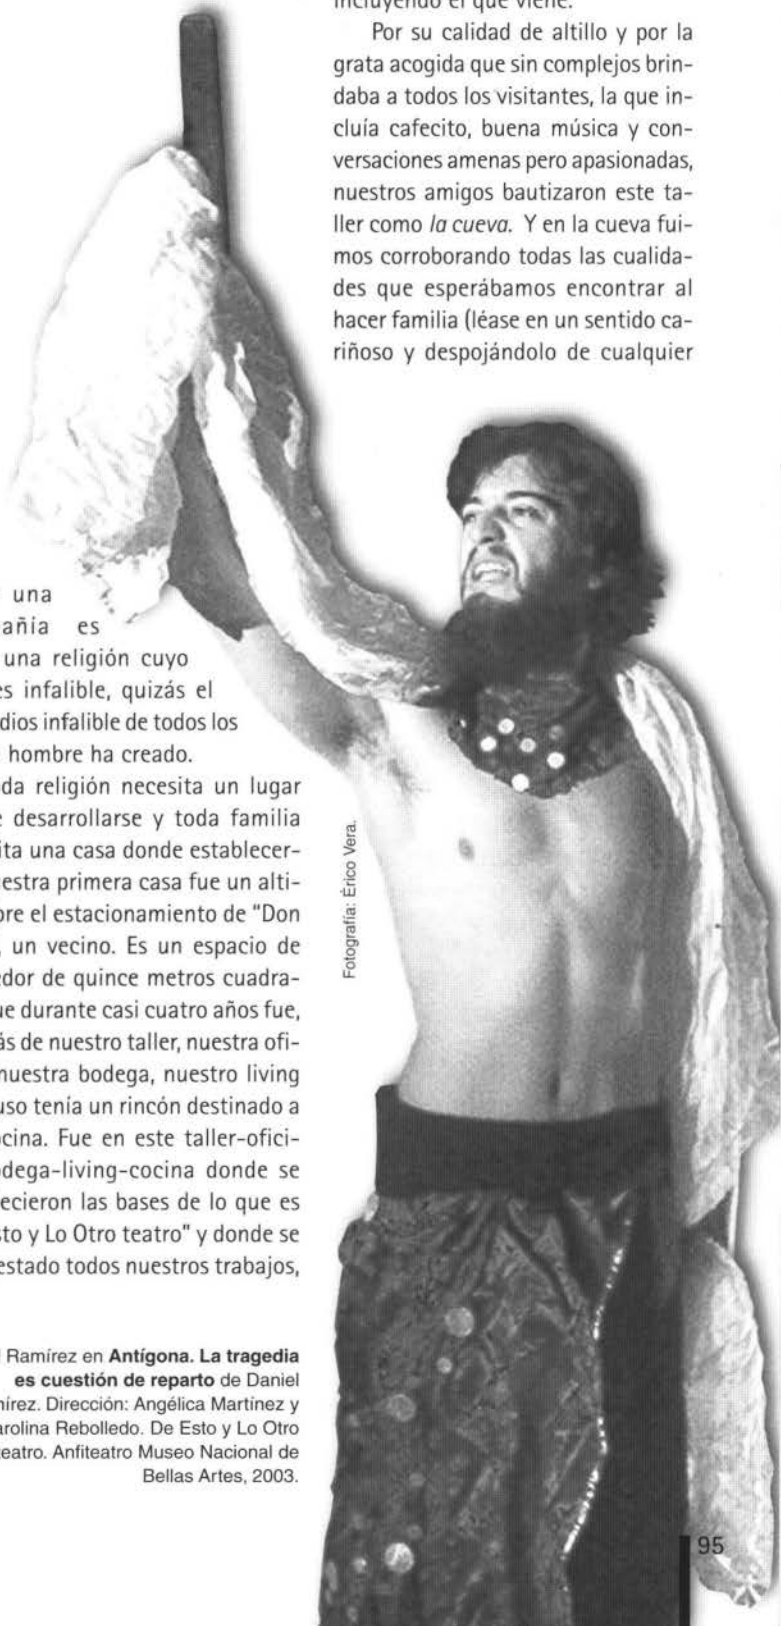 una
añía es
una religión cuyo
es infalible, quizás el
dios infalible de todos los
hombre ha creado.
da religión necesita un lugar
e desarrollarse y toda familia
ita una casa donde establecer-
estra primera casa fue un alti-
bre el estacionamiento de "Don
, un vecino. Es un espacio de
edor de quince metros cuadra-
ue durante casi cuatro años fue,
ás de nuestro taller, nuestra ofi-
nuestra bodega, nuestro living
uso tenía un rincón destinado a
ocina. Fue en este taller-ofici-
odega-living-cocina donde se
ecieron las bases de lo que es
sto y Lo Otro teatro" y donde se
estado todos nuestros trabajos,
incluyendo el que viene.
Por su calidad de altillo y por la
grata acogida que sin complejos brin-
daba a todos los visitantes, la que in-
cluía cafecito, buena música y con-
versaciones amenas pero apasionadas,
nuestros amigos bautizaron este ta-
ller como la cueva. Y en la cueva fui-
mos corroborando todas las cualida-
des que esperábamos encontrar al
hacer familia (léase en un sentido ca-
riñoso y despojándolo de cualquier
Fotografía: Érico Vera.
Ramírez en Antígona. La tragedia
es cuestión de reparto de Daniel
írez. Dirección: Angélica Martínez y
arolina Rebolledo. De Esto y Lo Otro
eatro. Anfiteatro Museo Nacional de
Bellas Artes, 2003.
95